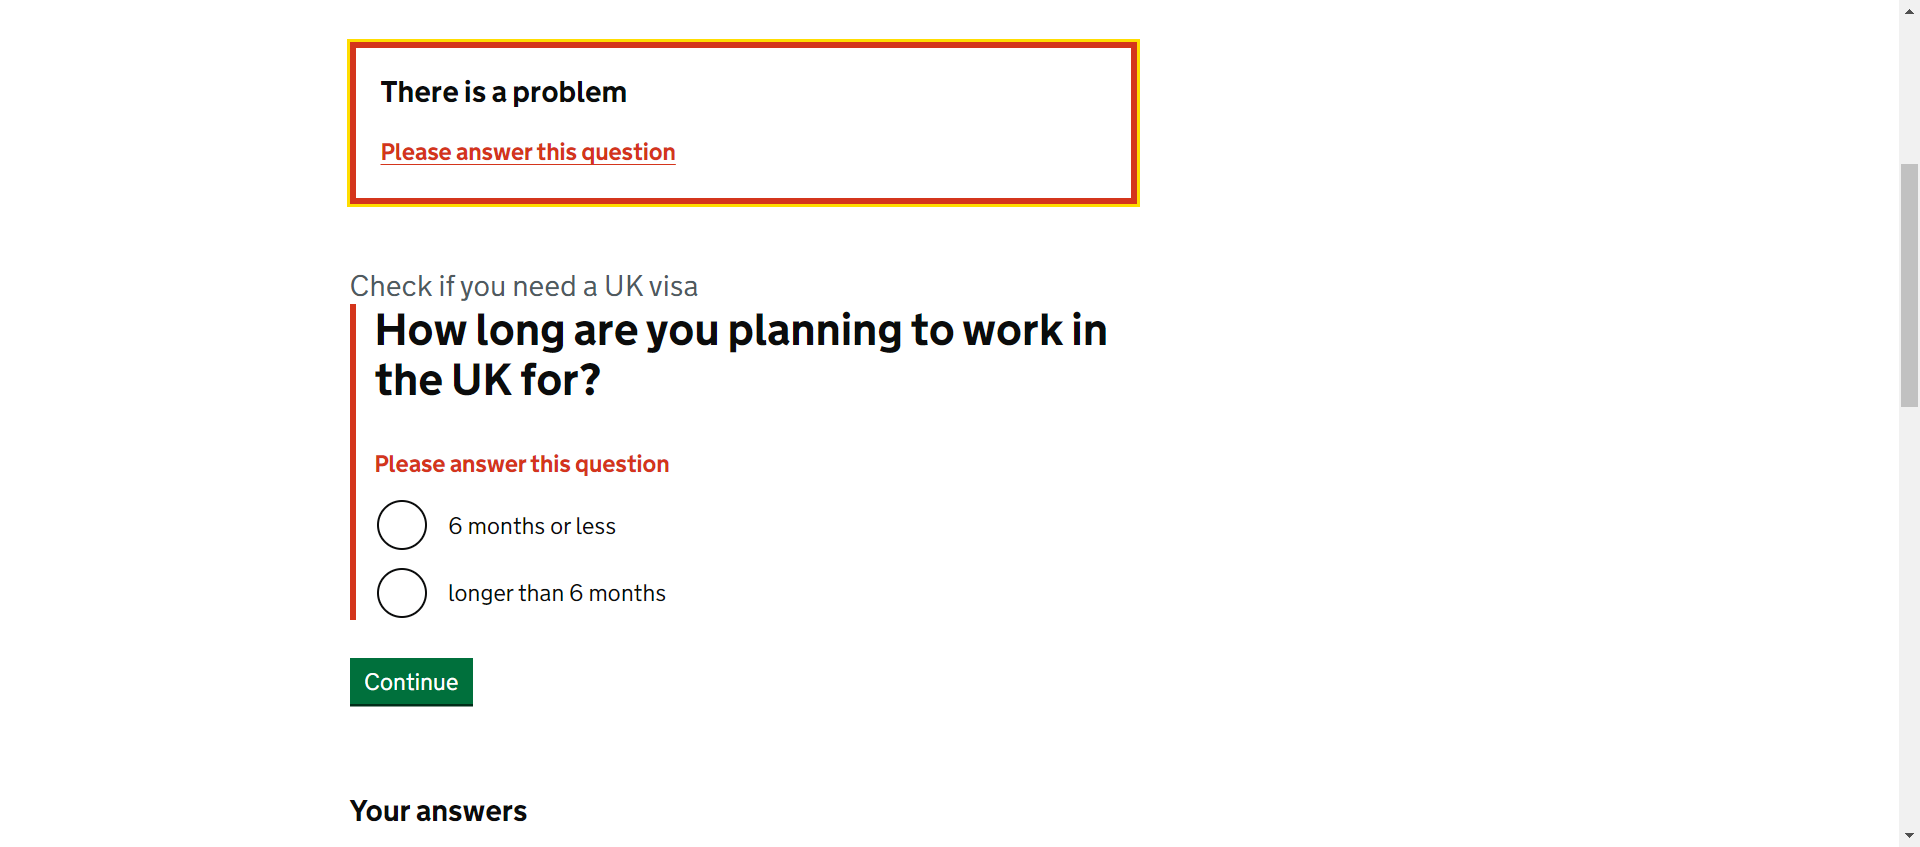 There is a problem
Please answer this question
Check if you need a UK visa
How long are you planning to work in
the UK for?
Please answer this question
6 months or less
longer than 6 months
Continue
Your answers